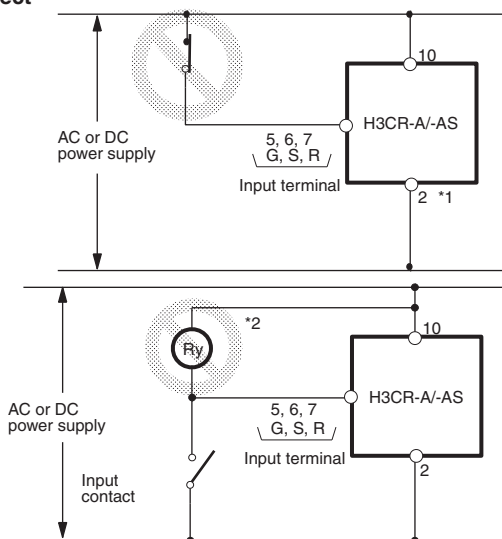 10
AC or DC
power supply
H3CR-A/-AS
5, 6, 7
G, S, R
Input terminal
2 *1
*2
Ry
10
AC or DC
power supply
H3CR-A/-AS
5, 6, 7
G, S, R
Input terminal
2
Input
contact